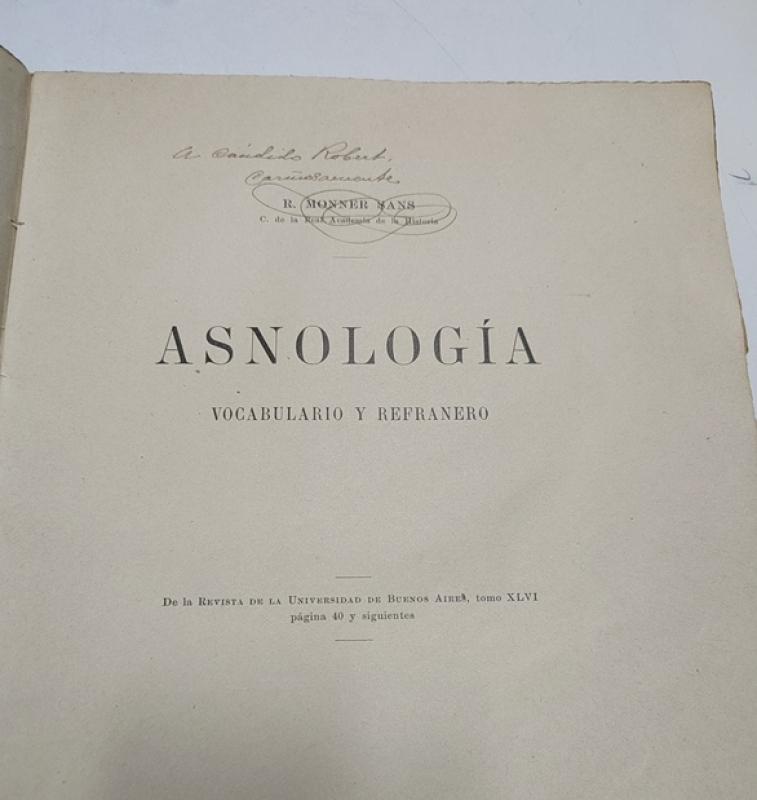 A Cándido Robert,
Cariñosamente
R. MONNER SANS
C. de la Real Academia de la Historia
ASNOLOGÍA
VOCABULARIO Y REFRANERO
De la REVISTA DE LA UNIVERSIDAD DE BUENOS AIRES, tomo XLVI
página 40 y siguientes